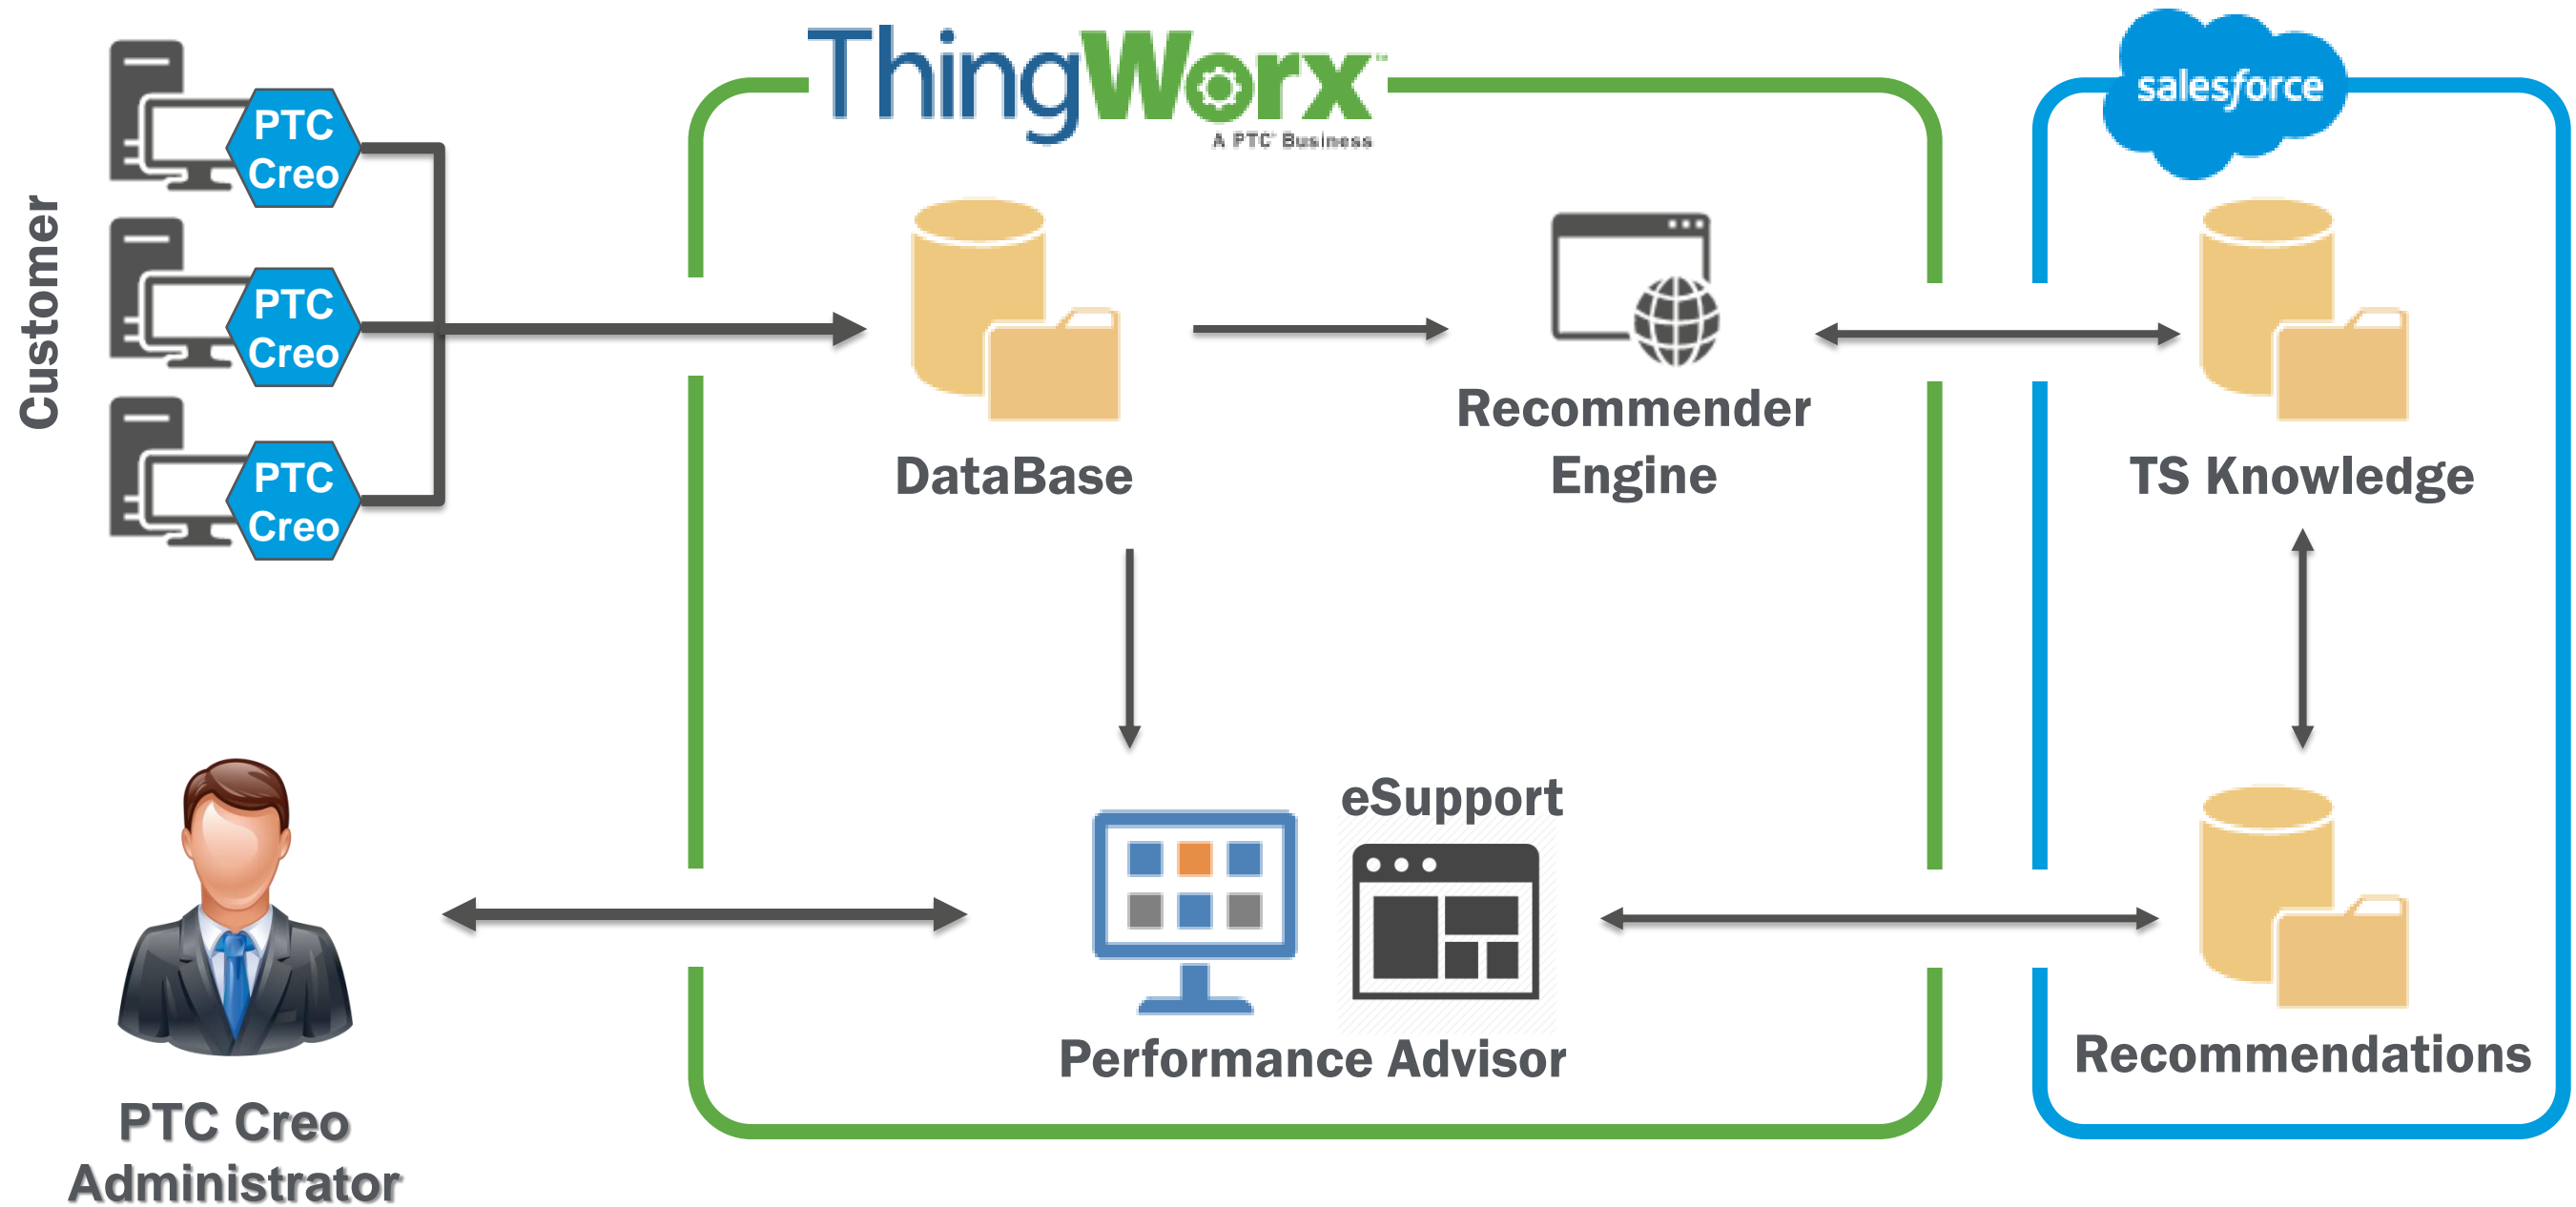 Customer
PTC
Creo
PTC
Creo
PTC
Creo
PTC Creo
Administrator
ThingWorx™
A PTC® Business
DataBase
Recommender
Engine
eSupport
Performance Advisor
salesforce
TS Knowledge
Recommendations